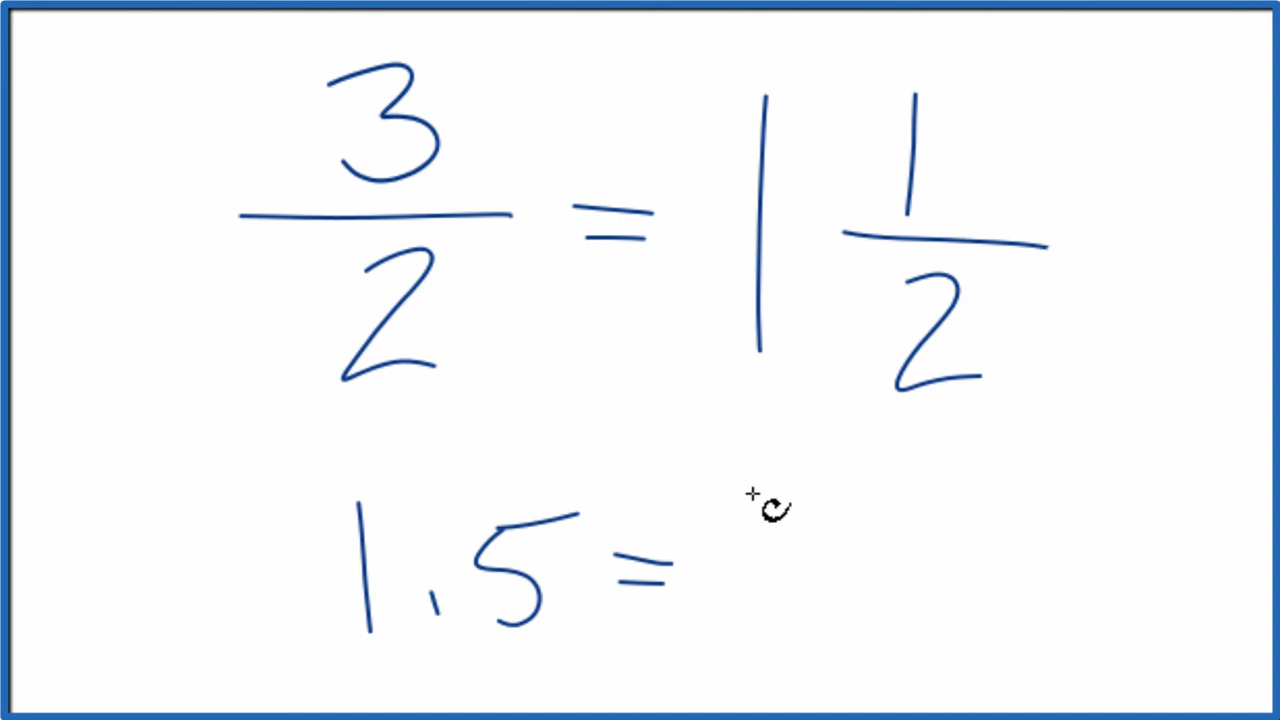 3/2 = 1 1/2
1.5 =